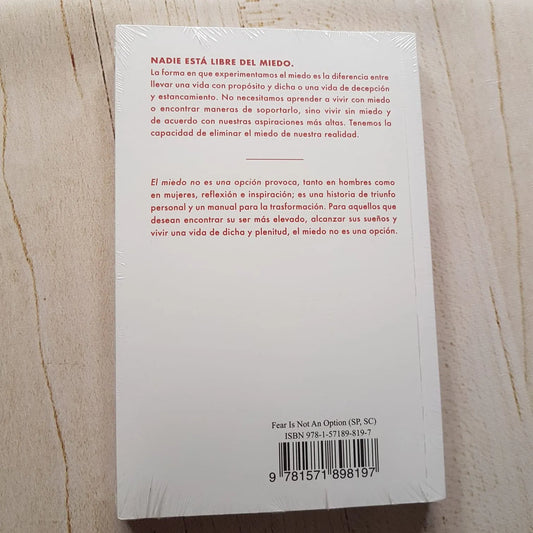 NADIE ESTÁ LIBRE DEL MIEDO.
La forma en que experimentamos el miedo es la diferencia entre
llevar una vida con propósito y dicha o una vida de decepción
y estancamiento. No necesitamos aprender a vivir con miedo
o encontrar maneras de soportarlo, sino vivir sin miedo y
de acuerdo con nuestras aspiraciones más altas. Tenemos la
capacidad de eliminar el miedo de nuestra realidad.
El miedo no es una opción provoca, tanto en hombres como
en mujeres, reflexión e inspiración; es una historia de triunfo
personal y un manual para la trasformación. Para aquellos que
desean encontrar su ser más elevado, alcanzar sus sueños y
vivir una vida de dicha y plenitud, el miedo no es una opción.
Fear Is Not An Option (SP, SC)
ISBN 978-1-57189-819-7
9 781571 898197